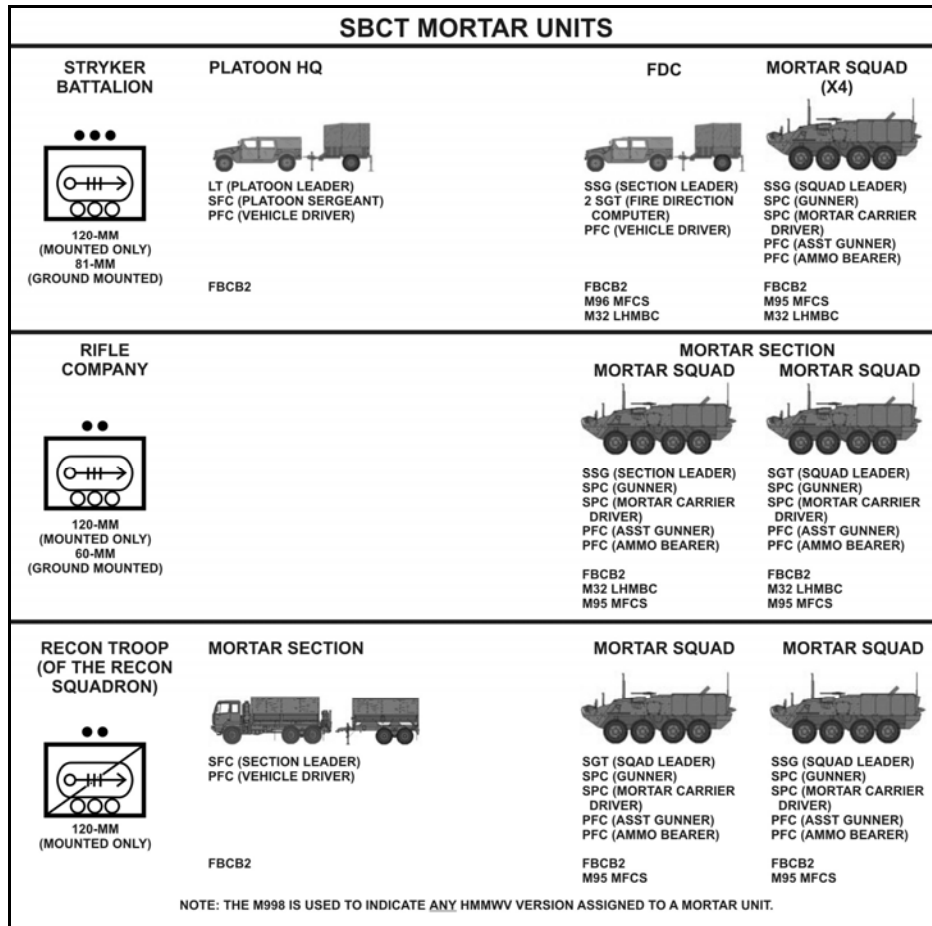 SBCT MORTAR UNITS
STRYKER
BATTALION
120-MM
(MOUNTED ONLY)
81-MM
(GROUND MOUNTED)
PLATOON HQ
LT (PLATOON LEADER)
SFC (PLATOON SERGEANT)
PFC (VEHICLE DRIVER)
FBCB2
FDC
SSG (SECTION LEADER)
2 SGT (FIRE DIRECTION
COMPUTER)
PFC (VEHICLE DRIVER)
FBCB2
M96 MFCS
M32 LHMBC
MORTAR SQUAD
(X4)
SSG (SQUAD LEADER)
SPC (GUNNER)
SPC (MORTAR CARRIER
DRIVER)
PFC (ASST GUNNER)
PFC (AMMO BEARER)
FBCB2
M95 MFCS
M32 LHMBC
RIFLE
COMPANY
120-MM
(MOUNTED ONLY)
60-MM
(GROUND MOUNTED)
MORTAR SECTION
MORTAR SQUAD
SSG (SECTION LEADER)
SPC (GUNNER)
SPC (MORTAR CARRIER
DRIVER)
PFC (ASST GUNNER)
PFC (AMMO BEARER)
FBCB2
M32 LHMBC
M95 MFCS
MORTAR SQUAD
SGT (SQUAD LEADER)
SPC (GUNNER)
SPC (MORTAR CARRIER
DRIVER)
PFC (ASST GUNNER)
PFC (AMMO BEARER)
FBCB2
M32 LHMBC
M95 MFCS
RECON TROOP
(OF THE RECON
SQUADRON)
120-MM
(MOUNTED ONLY)
MORTAR SECTION
SFC (SECTION LEADER)
PFC (VEHICLE DRIVER)
FBCB2
MORTAR SQUAD
SGT (SQAD LEADER)
SPC (GUNNER)
SPC (MORTAR CARRIER
DRIVER)
PFC (ASST GUNNER)
PFC (AMMO BEARER)
FBCB2
M95 MFCS
MORTAR SQUAD
SSG (SQUAD LEADER)
SPC (GUNNER)
SPC (MORTAR CARRIER
DRIVER)
PFC (ASST GUNNER)
PFC (AMMO BEARER)
FBCB2
M95 MFCS
NOTE: THE M998 IS USED TO INDICATE ANY HMMWV VERSION ASSIGNED TO A MORTAR UNIT.